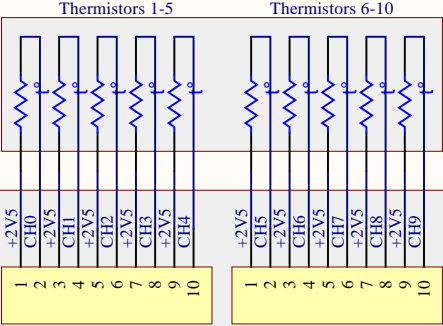 Thermistors 1-5 Thermistors 6-10
+2V5 CH0 +2V5 CH1 +2V5 CH2 +2V5 CH3 +2V5 CH4 +2V5 CH5 +2V5 CH6 +2V5 CH7 +2V5 CH8 +2V5 CH9
1 2 3 4 5 6 7 8 9 10 1 2 3 4 5 6 7 8 9 10